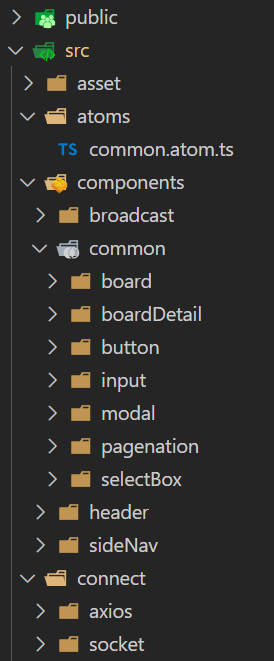 public
src
asset
atoms
TS common.atom.ts
components
broadcast
common
board
boardDetail
button
input
modal
pagenation
selectBox
header
sideNav
connect
axios
socket